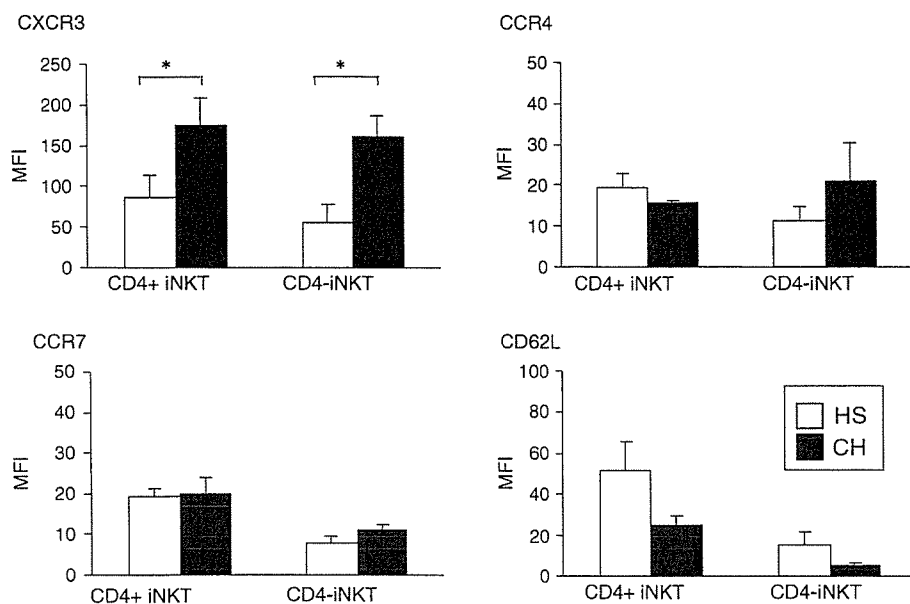 CXCR3
MFI
250
200
150
100
50
0
*
*
CD4+ iNKT
CD4-iNKT
CCR4
MFI
50
40
30
20
10
0
CD4+ iNKT
CD4-iNKT
CCR7
MFI
50
40
30
20
10
0
CD4+ iNKT
CD4-iNKT
CD62L
MFI
100
80
60
40
20
0
HS
CH
CD4+ iNKT
CD4-iNKT